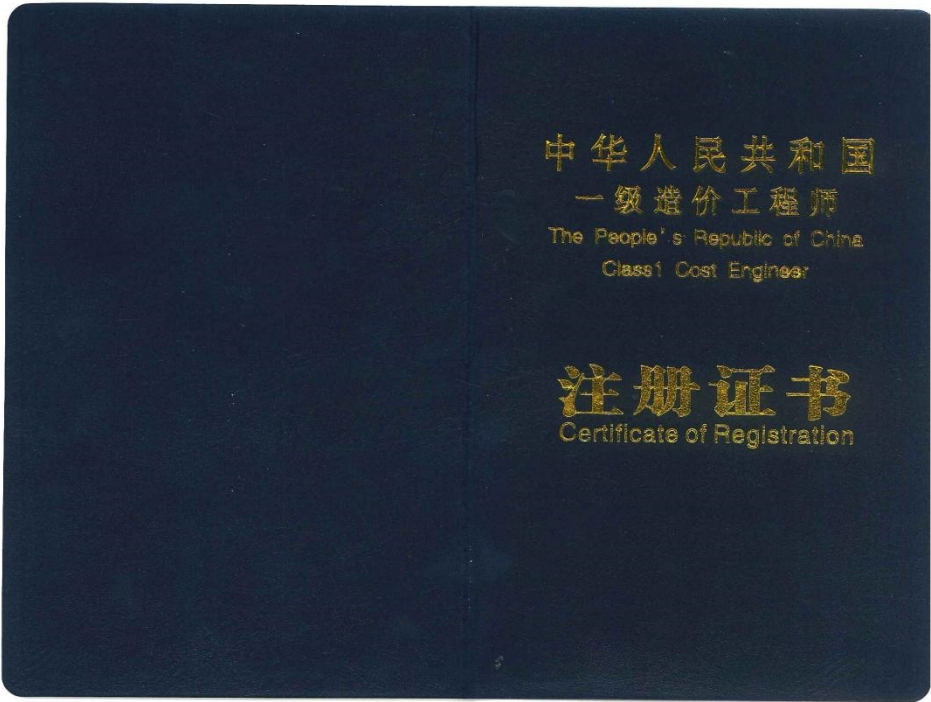 中华人民共和国
一级造价工程师
The People's Republic of China
Class1 Cost Engineer
注册证书
Certificate of Registration